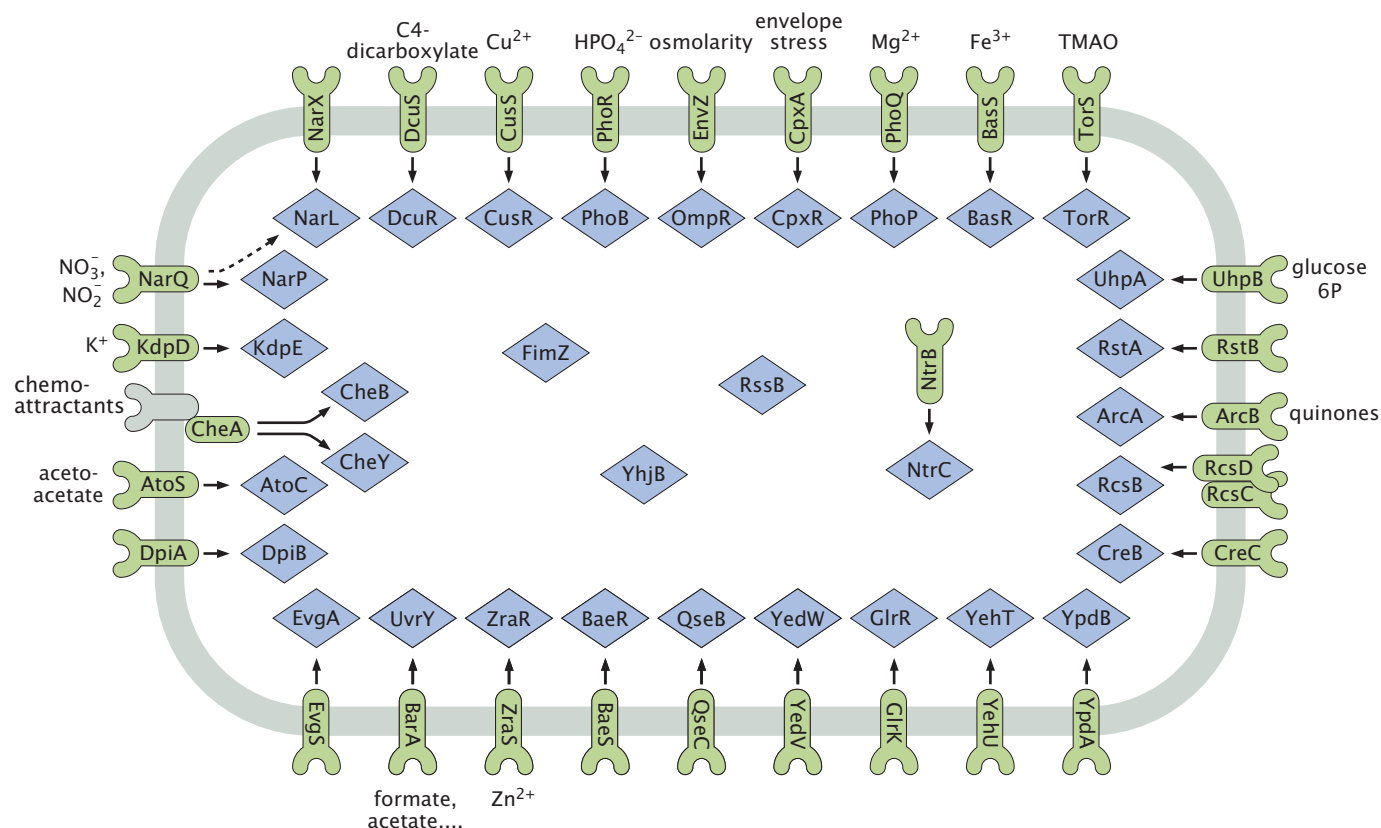 C4-
dicarboxylate
Cu²⁺
HPO₄²⁻
osmolarity
envelope
stress
Mg²⁺
Fe³⁺
TMAO
NarX
DcuS
CusS
PhoR
EnvZ
CpxA
PhoQ
BasS
TorS
NarL
DcuR
CusR
PhoB
OmpR
CpxR
PhoP
BasR
TorR
NO₃⁻,
NO₂⁻
NarQ
NarP
UhpA
UhpB
glucose
6P
K⁺
KdpD
KdpE
FimZ
NtrB
RstA
RstB
chemo-
attractants
CheA
CheB
CheY
RssB
ArcA
ArcB
quinones
aceto-
acetate
AtoS
AtoC
YhjB
NtrC
RcsB
RcsD
RcsC
DpiA
DpiB
CreB
CreC
EvgA
UvrY
ZraR
BaeR
QseB
YedW
GlrR
YehT
YpdB
EvgS
BarA
ZraS
BaeS
QseC
YedV
GlrK
YehU
YpdA
formate,
acetate....
Zn²⁺